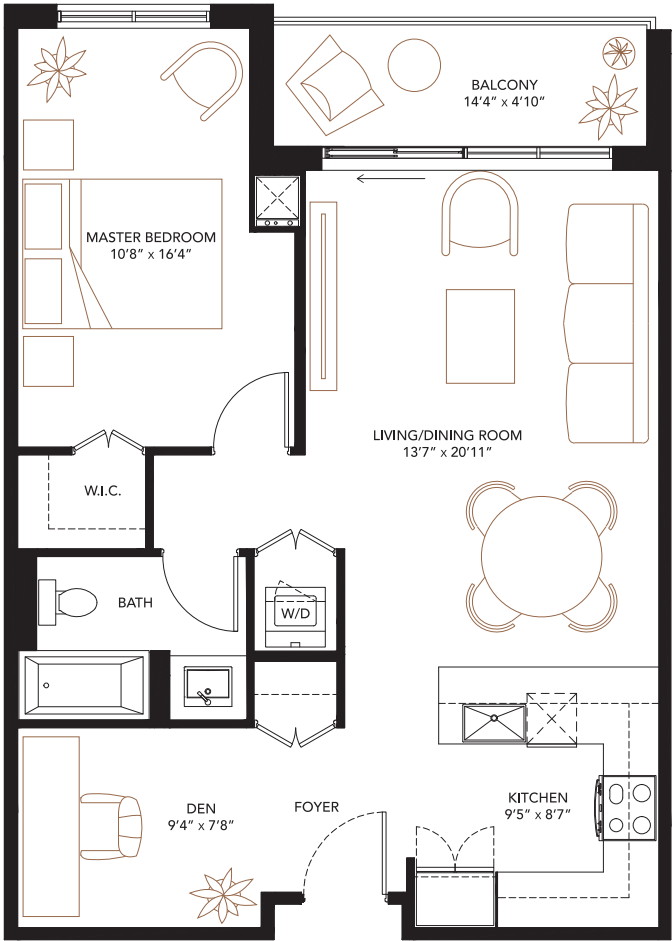 BALCONY
14'4" x 4'10"
MASTER BEDROOM
10'8" x 16'4"
LIVING/DINING ROOM
13'7" x 20'11"
W.I.C.
BATH
W/D
DEN
9'4" x 7'8"
FOYER
KITCHEN
9'5" x 8'7"